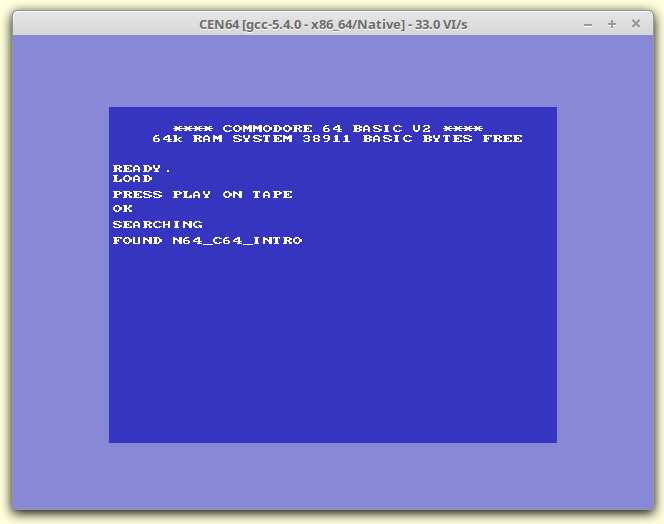 CEN64 [gcc-5.4.0 - x86_64/Native] - 33.0 VI/s
**** COMMODORE 64 BASIC V2 ****
64k RAM SYSTEM 38911 BASIC BYTES FREE
READY.
LOAD
PRESS PLAY ON TAPE
OK
SEARCHING
FOUND N64_C64_INTRO